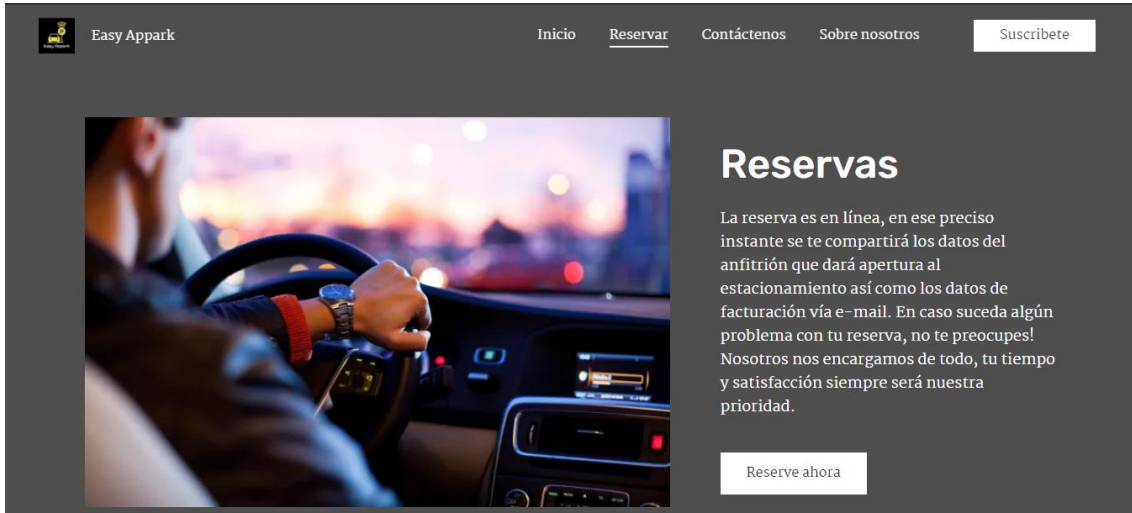 Easy Appark
Easy Appark
Inicio
Reservar
Contáctenos
Sobre nosotros
Suscribete
Reservas
La reserva es en línea, en ese preciso
instante se te compartirá los datos del
anfitrión que dará apertura al
estacionamiento así como los datos de
facturación vía e-mail. En caso suceda algún
problema con tu reserva, no te preocupes!
Nosotros nos encargamos de todo, tu tiempo
y satisfacción siempre será nuestra
prioridad.
Reserve ahora